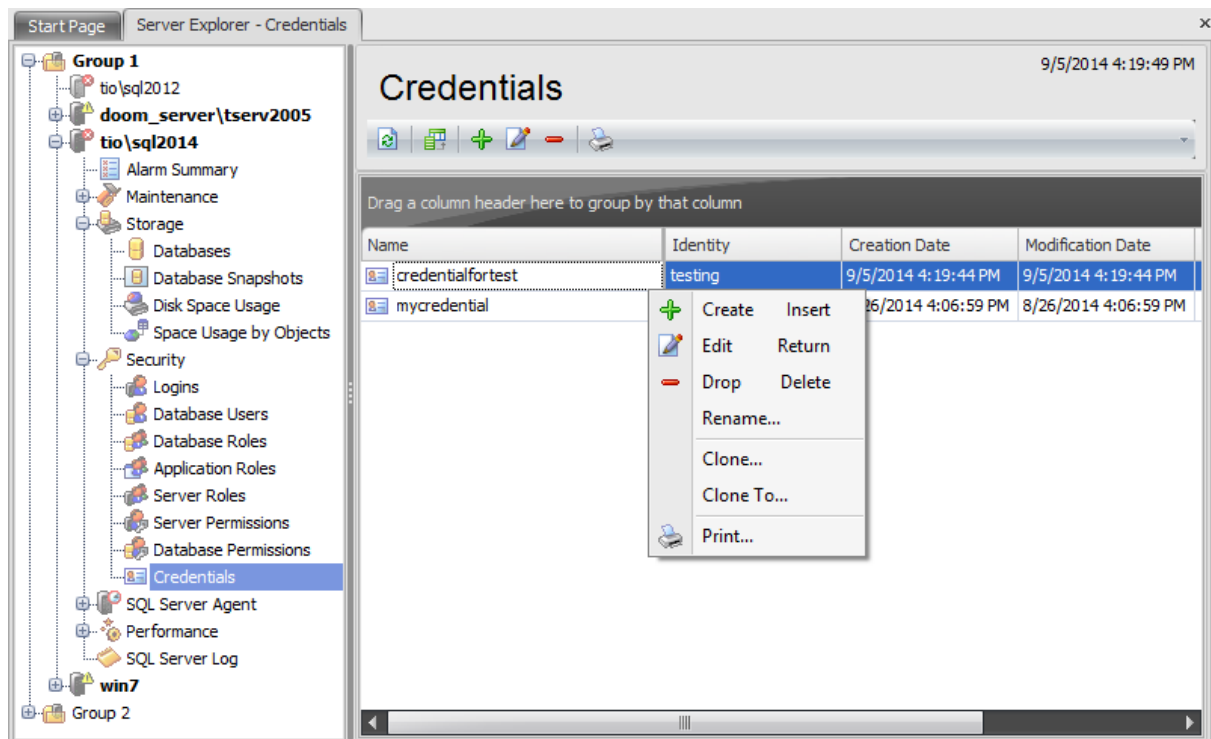 Start Page
Server Explorer - Credentials
Group 1
tio\sql2012
doom_server\tserv2005
tio\sql2014
Alarm Summary
Maintenance
Storage
Databases
Database Snapshots
Disk Space Usage
Space Usage by Objects
Security
Logins
Database Users
Database Roles
Application Roles
Server Roles
Server Permissions
Database Permissions
Credentials
SQL Server Agent
Performance
SQL Server Log
win7
Group 2
9/5/2014 4:19:49 PM
Credentials
Drag a column header here to group by that column
Name Identity Creation Date Modification Date
credentialfortest testing 9/5/2014 4:19:44 PM 9/5/2014 4:19:44 PM
mycredential 26/2014 4:06:59 PM 8/26/2014 4:06:59 PM
Create Insert
Edit Return
Drop Delete
Rename...
Clone...
Clone To...
Print...